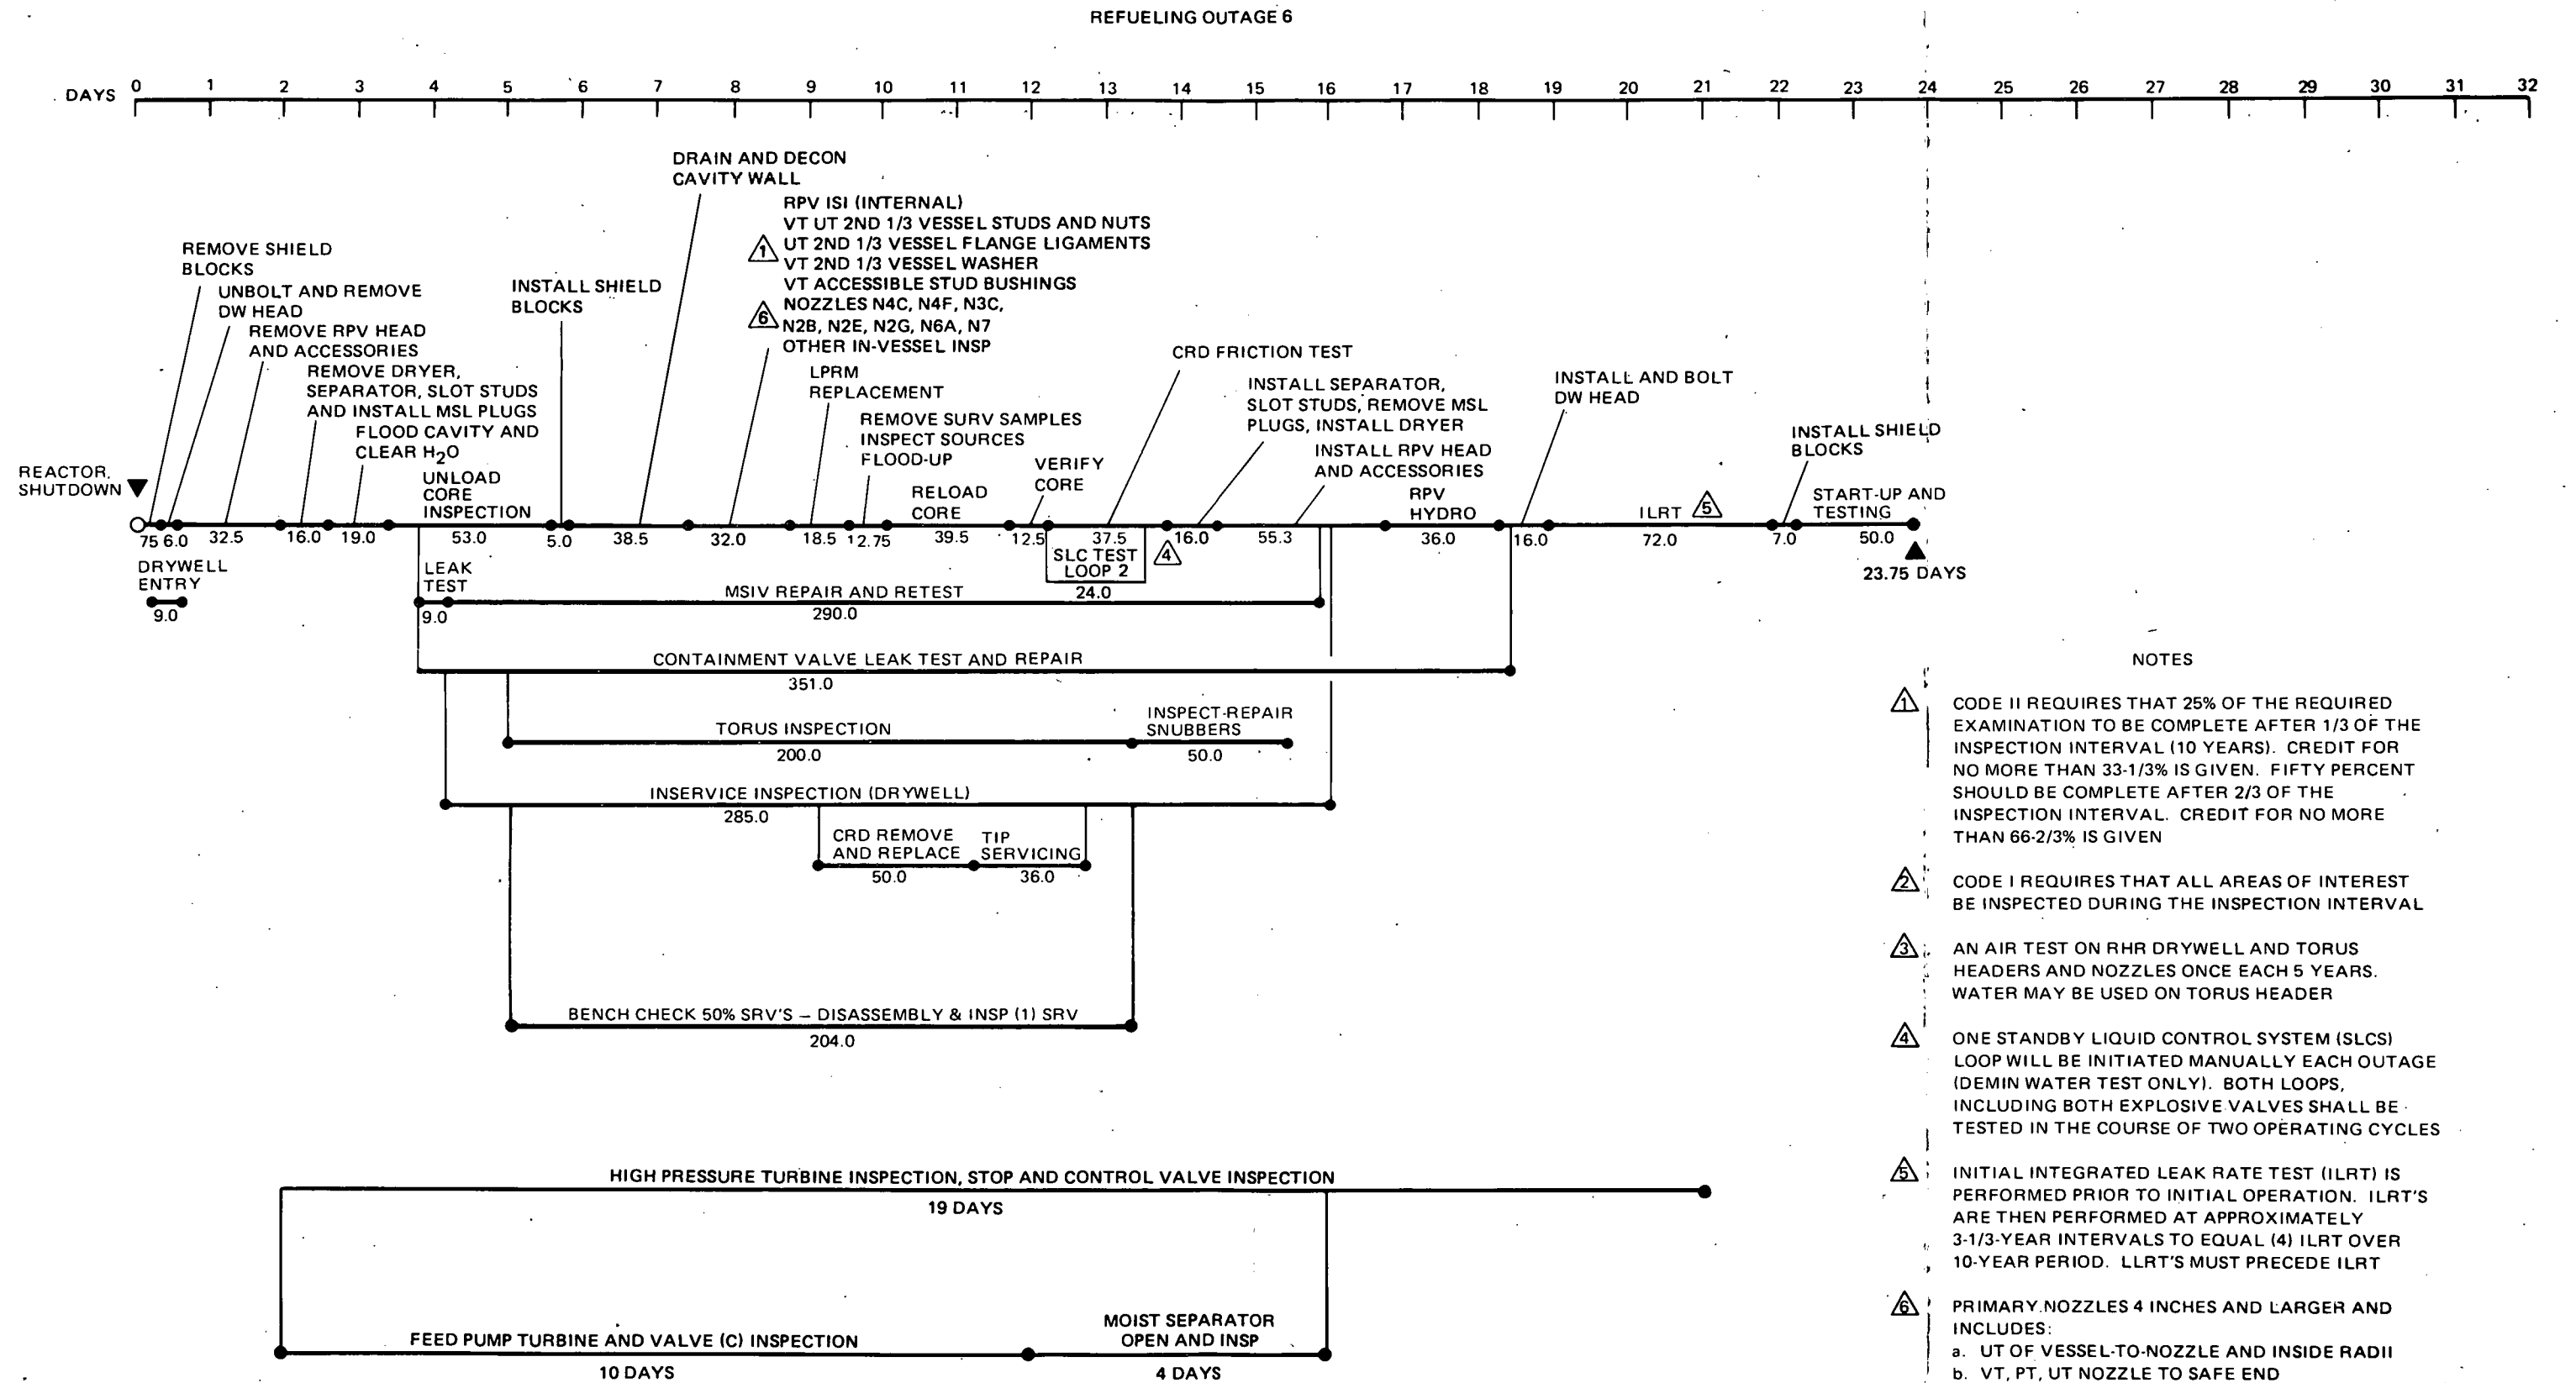 REFUELING OUTAGE 6
DAYS 0 1 2 3 4 5 6 7 8 9 10 11 12 13 14 15 16 17 18 19 20 21 22 23 24 25 26 27 28 29 30 31 32
DRAIN AND DECON
CAVITY WALL
RPV ISI (INTERNAL)
VT UT 2ND 1/3 VESSEL STUDS AND NUTS
1 UT 2ND 1/3 VESSEL FLANGE LIGAMENTS
VT 2ND 1/3 VESSEL WASHER
VT ACCESSIBLE STUD BUSHINGS
6 NOZZLES N4C, N4F, N3C,
N2B, N2E, N2G, N6A, N7
OTHER IN-VESSEL INSP
REMOVE SHIELD
BLOCKS
UNBOLT AND REMOVE
DW HEAD
REMOVE RPV HEAD
AND ACCESSORIES
REMOVE DRYER,
SEPARATOR, SLOT STUDS
AND INSTALL MSL PLUGS
FLOOD CAVITY AND
CLEAR H2O
UNLOAD
CORE
INSPECTION
INSTALL SHIELD
BLOCKS
LPRM
REPLACEMENT
REMOVE SURV SAMPLES
INSPECT SOURCES
FLOOD-UP
RELOAD
CORE
VERIFY
CORE
CRD FRICTION TEST
INSTALL SEPARATOR,
SLOT STUDS, REMOVE MSL
PLUGS, INSTALL DRYER
INSTALL RPV HEAD
AND ACCESSORIES
RPV
HYDRO
INSTALL AND BOLT
DW HEAD
ILRT 5
INSTALL SHIELD
BLOCKS
START-UP AND
TESTING
REACTOR,
SHUTDOWN
75 6.0 32.5 16.0 19.0 53.0 5.0 38.5 32.0 18.5 12.75 39.5 12.5 37.5 16.0 55.3 36.0 16.0 72.0 7.0 50.0
23.75 DAYS
DRYWELL
ENTRY
9.0
LEAK
TEST
9.0
SLC TEST
LOOP 2
4
24.0
MSIV REPAIR AND RETEST
290.0
CONTAINMENT VALVE LEAK TEST AND REPAIR
351.0
TORUS INSPECTION
200.0
INSPECT-REPAIR
SNUBBERS
50.0
INSERVICE INSPECTION (DRYWELL)
285.0
CRD REMOVE
AND REPLACE
50.0
TIP
SERVICING
36.0
BENCH CHECK 50% SRV'S – DISASSEMBLY & INSP (1) SRV
204.0
HIGH PRESSURE TURBINE INSPECTION, STOP AND CONTROL VALVE INSPECTION
19 DAYS
FEED PUMP TURBINE AND VALVE (C) INSPECTION
10 DAYS
MOIST SEPARATOR
OPEN AND INSP
4 DAYS
NOTES
1 CODE II REQUIRES THAT 25% OF THE REQUIRED
EXAMINATION TO BE COMPLETE AFTER 1/3 OF THE
INSPECTION INTERVAL (10 YEARS). CREDIT FOR
NO MORE THAN 33-1/3% IS GIVEN. FIFTY PERCENT
SHOULD BE COMPLETE AFTER 2/3 OF THE
INSPECTION INTERVAL. CREDIT FOR NO MORE
THAN 66-2/3% IS GIVEN
2 CODE I REQUIRES THAT ALL AREAS OF INTEREST
BE INSPECTED DURING THE INSPECTION INTERVAL
3 AN AIR TEST ON RHR DRYWELL AND TORUS
HEADERS AND NOZZLES ONCE EACH 5 YEARS.
WATER MAY BE USED ON TORUS HEADER
4 ONE STANDBY LIQUID CONTROL SYSTEM (SLCS)
LOOP WILL BE INITIATED MANUALLY EACH OUTAGE
(DEMIN WATER TEST ONLY). BOTH LOOPS,
INCLUDING BOTH EXPLOSIVE VALVES SHALL BE
TESTED IN THE COURSE OF TWO OPERATING CYCLES
5 INITIAL INTEGRATED LEAK RATE TEST (ILRT) IS
PERFORMED PRIOR TO INITIAL OPERATION. ILRT'S
ARE THEN PERFORMED AT APPROXIMATELY
3-1/3-YEAR INTERVALS TO EQUAL (4) ILRT OVER
10-YEAR PERIOD. LLRT'S MUST PRECEDE ILRT
6 PRIMARY NOZZLES 4 INCHES AND LARGER AND
INCLUDES:
a. UT OF VESSEL-TO-NOZZLE AND INSIDE RADII
b. VT, PT, UT NOZZLE TO SAFE END